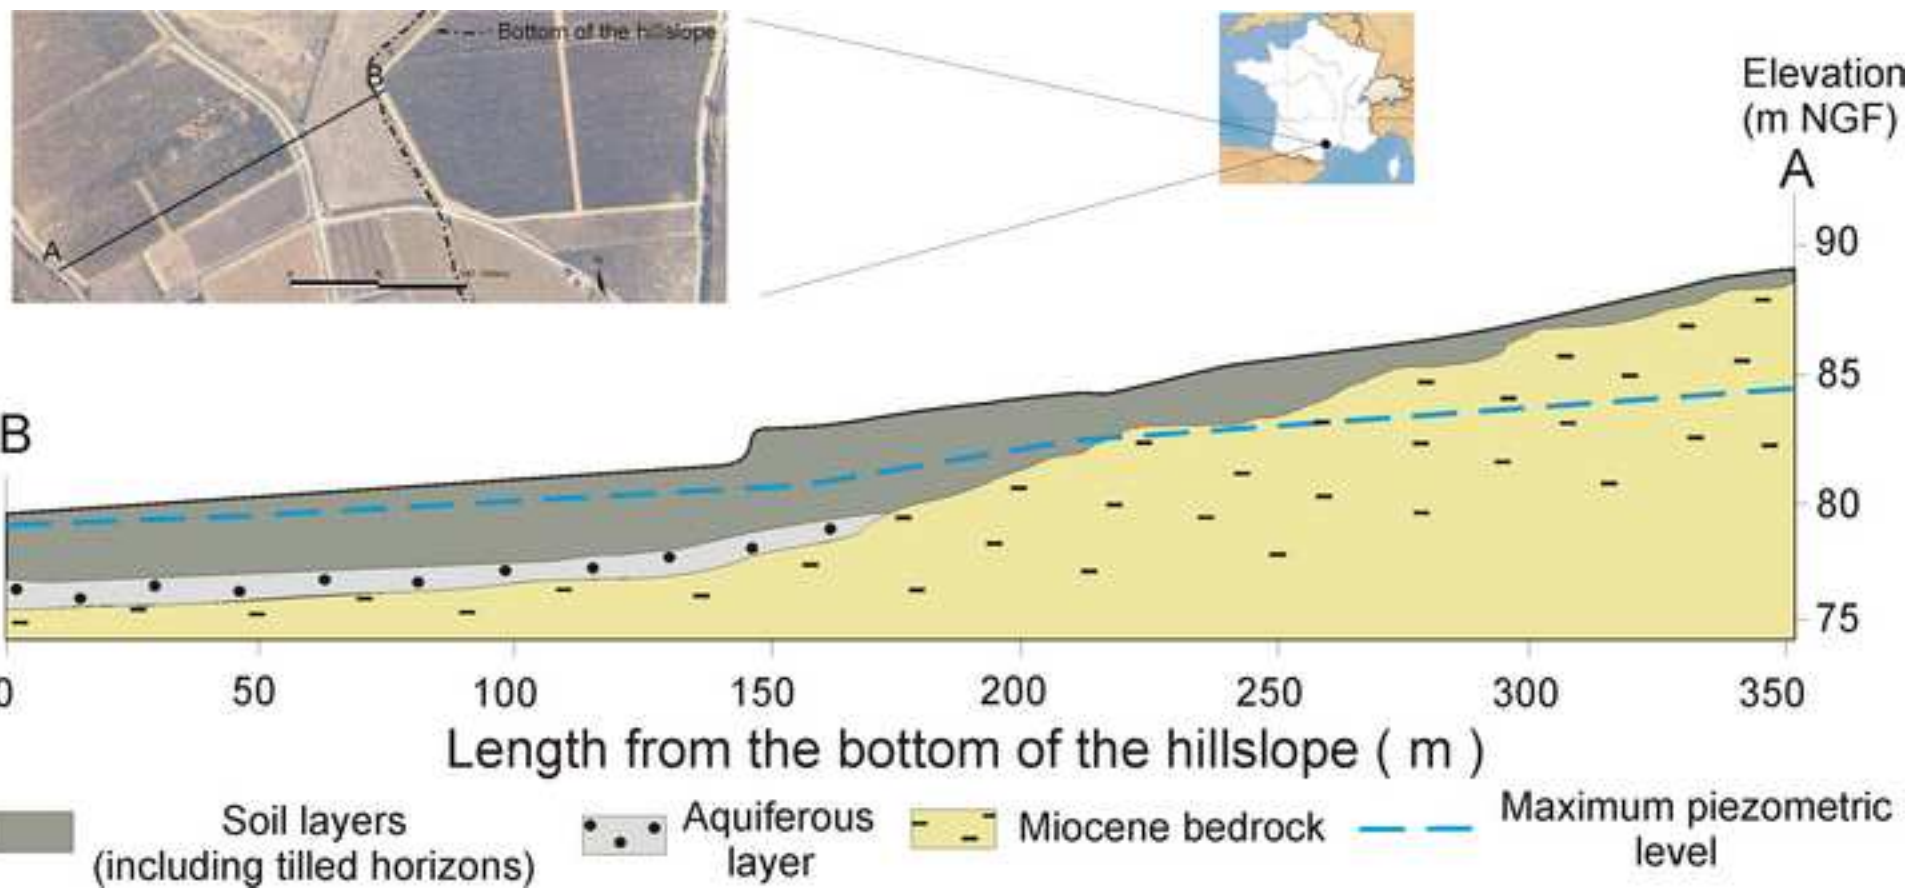 Bottom of the hillslope
B
A
Elevation
(m NGF)
A
90
85
B
80
75
0 50 100 150 200 250 300 350
Length from the bottom of the hillslope ( m )
Soil layers
(including tilled horizons)
Aquiferous
layer
Miocene bedrock
Maximum piezometric
level